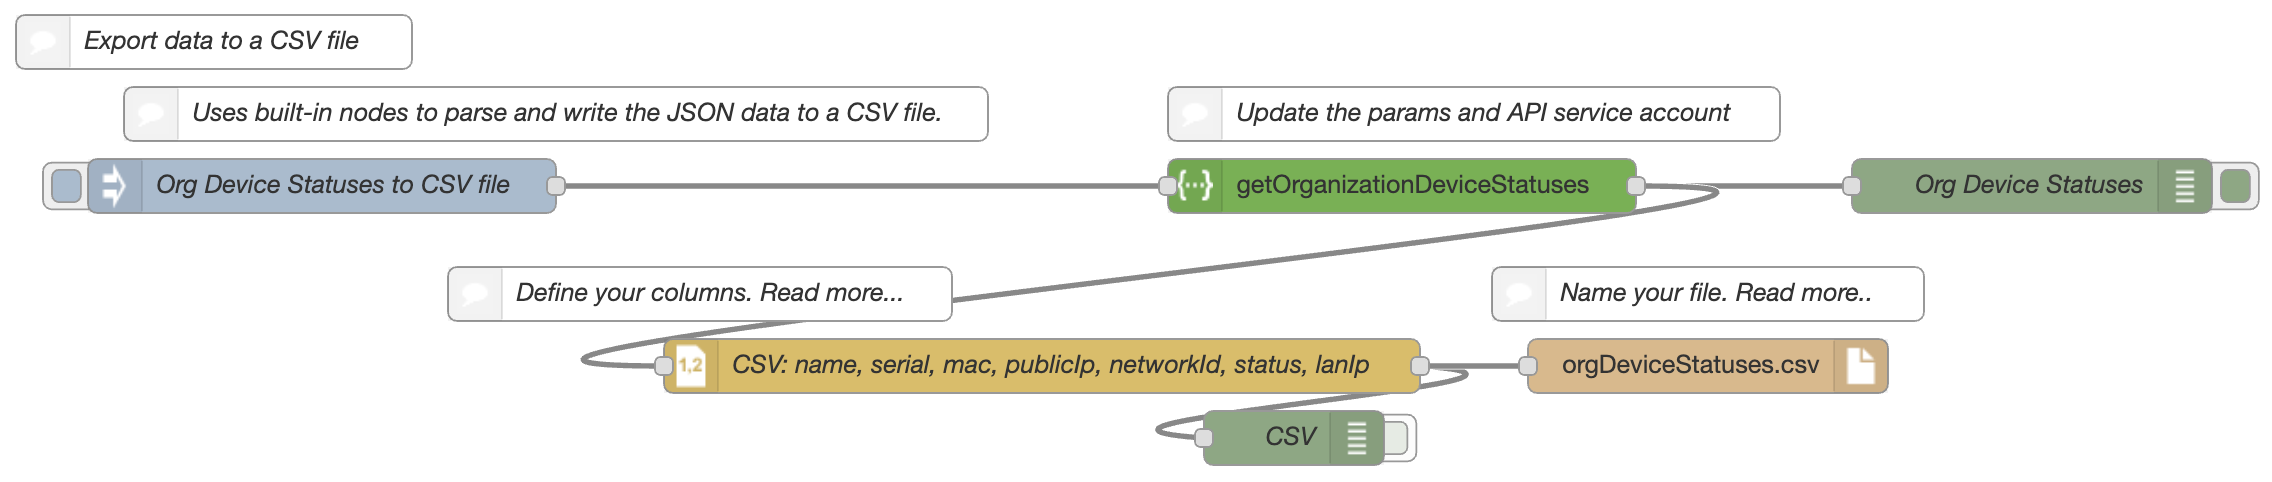 Export data to a CSV file
Uses built-in nodes to parse and write the JSON data to a CSV file.
Update the params and API service account
Org Device Statuses to CSV file
{···} getOrganizationDeviceStatuses
Org Device Statuses
Define your columns. Read more...
Name your file. Read more..
1,2 CSV: name, serial, mac, publicIp, networkId, status, lanIp
orgDeviceStatuses.csv
CSV